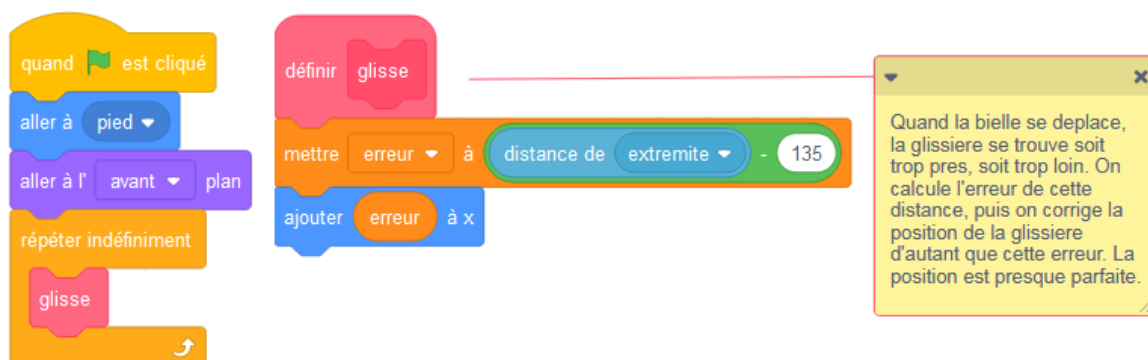 quand est cliqué
aller à pied
aller à l' avant plan
répéter indéfiniment
glisse
définir glisse
mettre erreur à distance de extremite - 135
ajouter erreur à x
Quand la bielle se deplace,
la glissiere se trouve soit
trop pres, soit trop loin. On
calcule l'erreur de cette
distance, puis on corrige la
position de la glissiere
d'autant que cette erreur. La
position est presque parfaite.